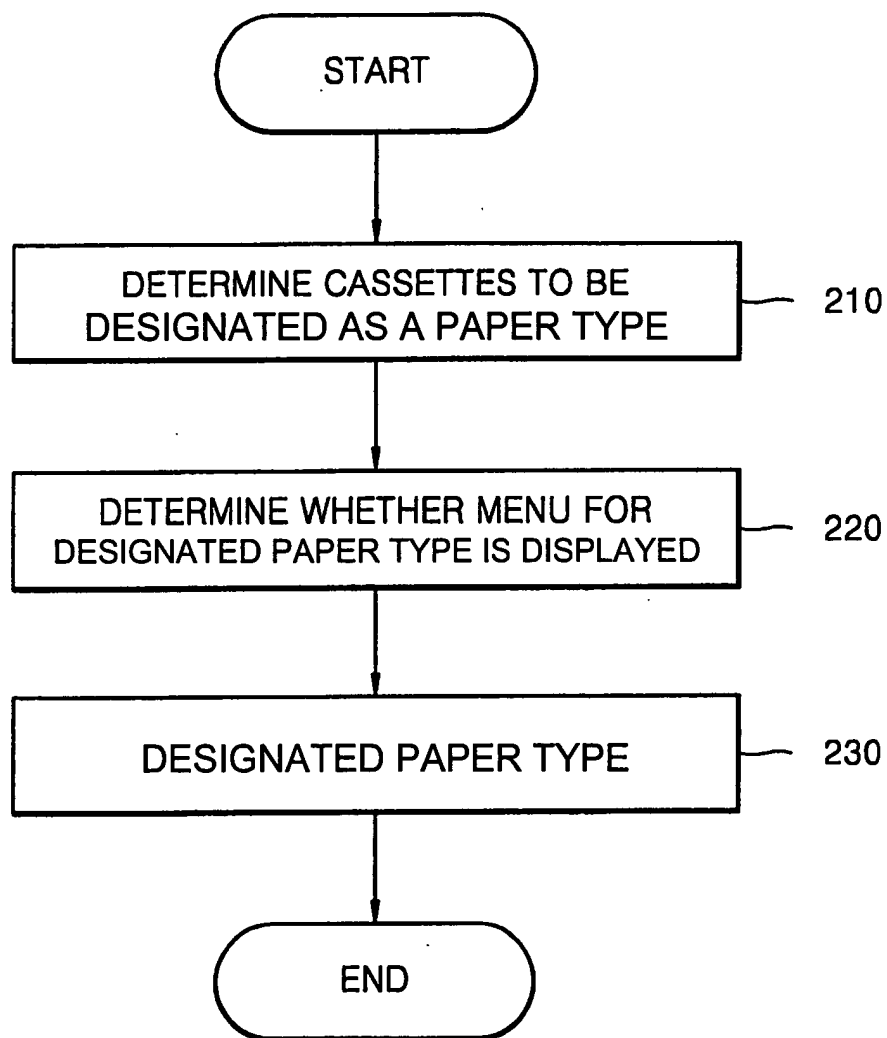 START
DETERMINE CASSETTES TO BE
DESIGNATED AS A PAPER TYPE
210
DETERMINE WHETHER MENU FOR
DESIGNATED PAPER TYPE IS DISPLAYED
220
DESIGNATED PAPER TYPE
230
END